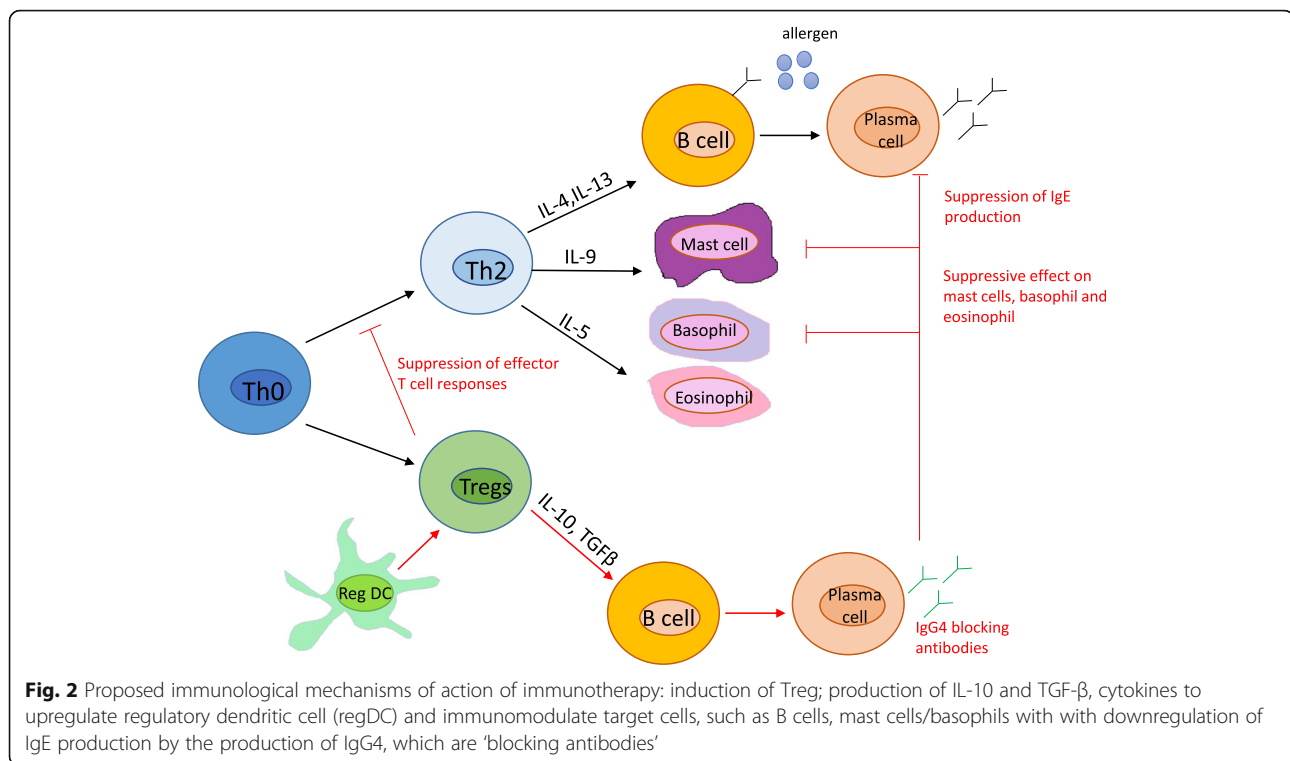 allergen
B cell
Plasma
cell
IL-4,IL-13
Suppression of IgE
production
Th2
IL-9
Mast cell
Suppressive effect on
mast cells, basophil and
eosinophil
IL-5
Basophil
Suppression of effector
T cell responses
Th0
Eosinophil
Tregs
IL-10, TGFβ
Reg DC
B cell
Plasma
cell
IgG4 blocking
antibodies
Fig. 2 Proposed immunological mechanisms of action of immunotherapy: induction of Treg; production of IL-10 and TGF-β, cytokines to
upregulate regulatory dendritic cell (regDC) and immunomodulate target cells, such as B cells, mast cells/basophils with with downregulation of
IgE production by the production of IgG4, which are ‘blocking antibodies’